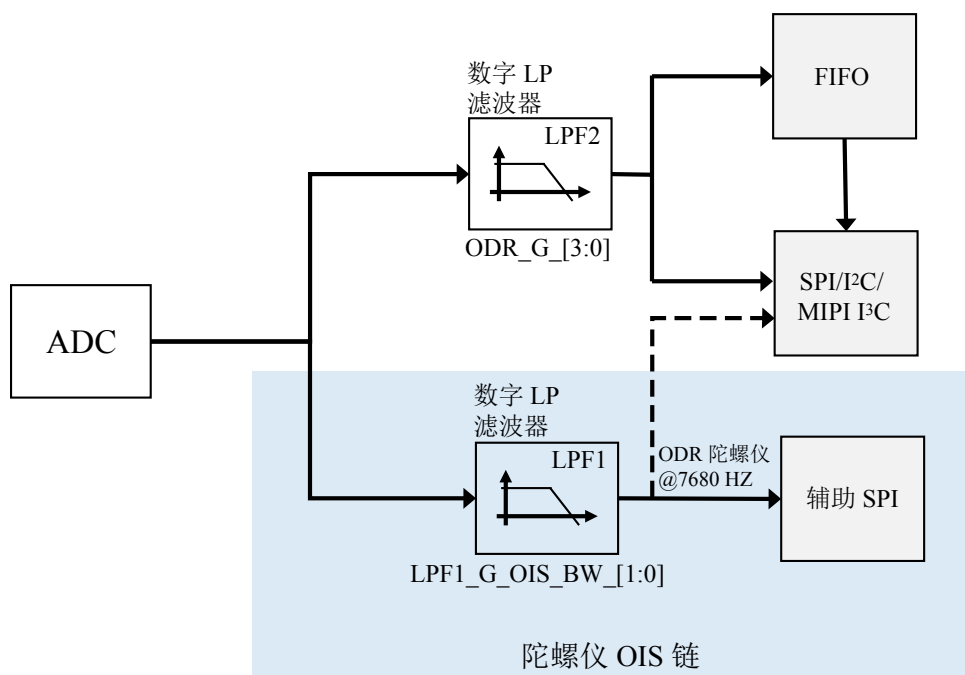 数字 LP
滤波器
LPF2
ODR_G_[3:0]
FIFO
SPI/I²C/
MIPI I³C
ADC
数字 LP
滤波器
LPF1
LPF1_G_OIS_BW_[1:0]
ODR 陀螺仪
@7680 HZ
辅助 SPI
陀螺仪 OIS 链